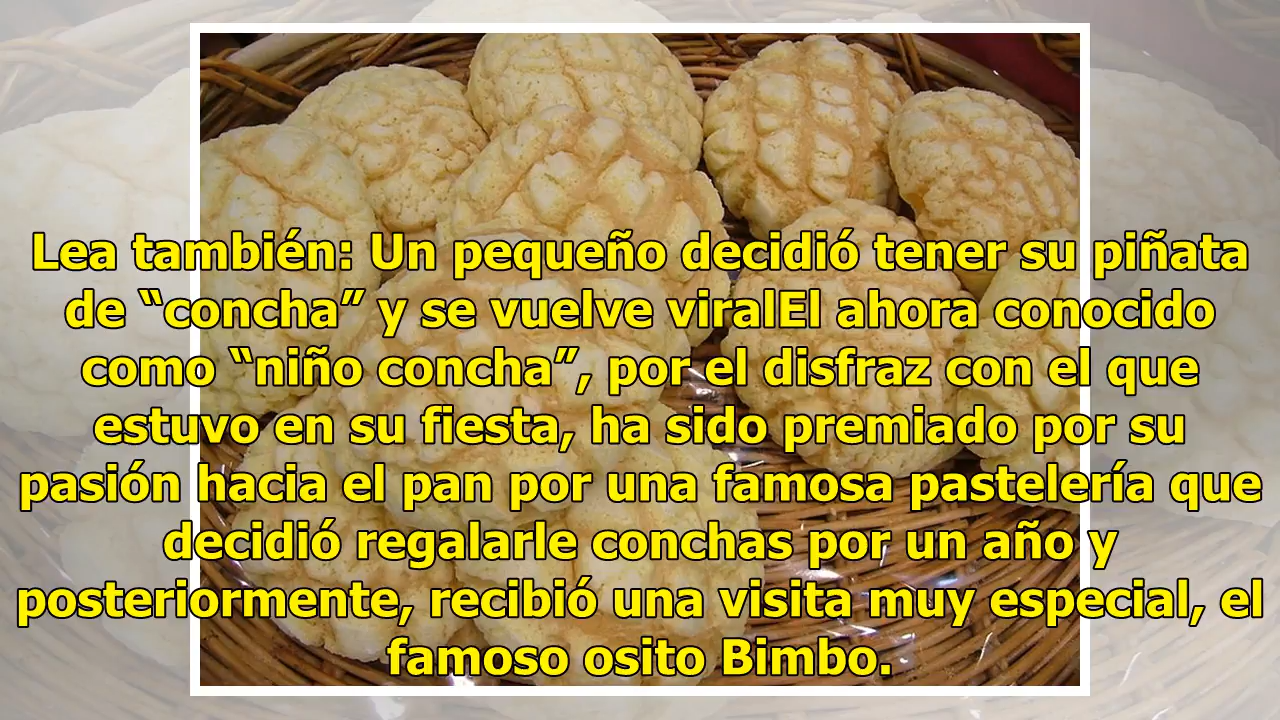 Lea también: Un pequeño decidió tener su piñata
de “concha” y se vuelve viralEl ahora conocido
como “niño concha”, por el disfraz con el que
estuvo en su fiesta, ha sido premiado por su
pasión hacia el pan por una famosa pastelería que
decidió regalarle conchas por un año y
posteriormente, recibió una visita muy especial, el
famoso osito Bimbo.